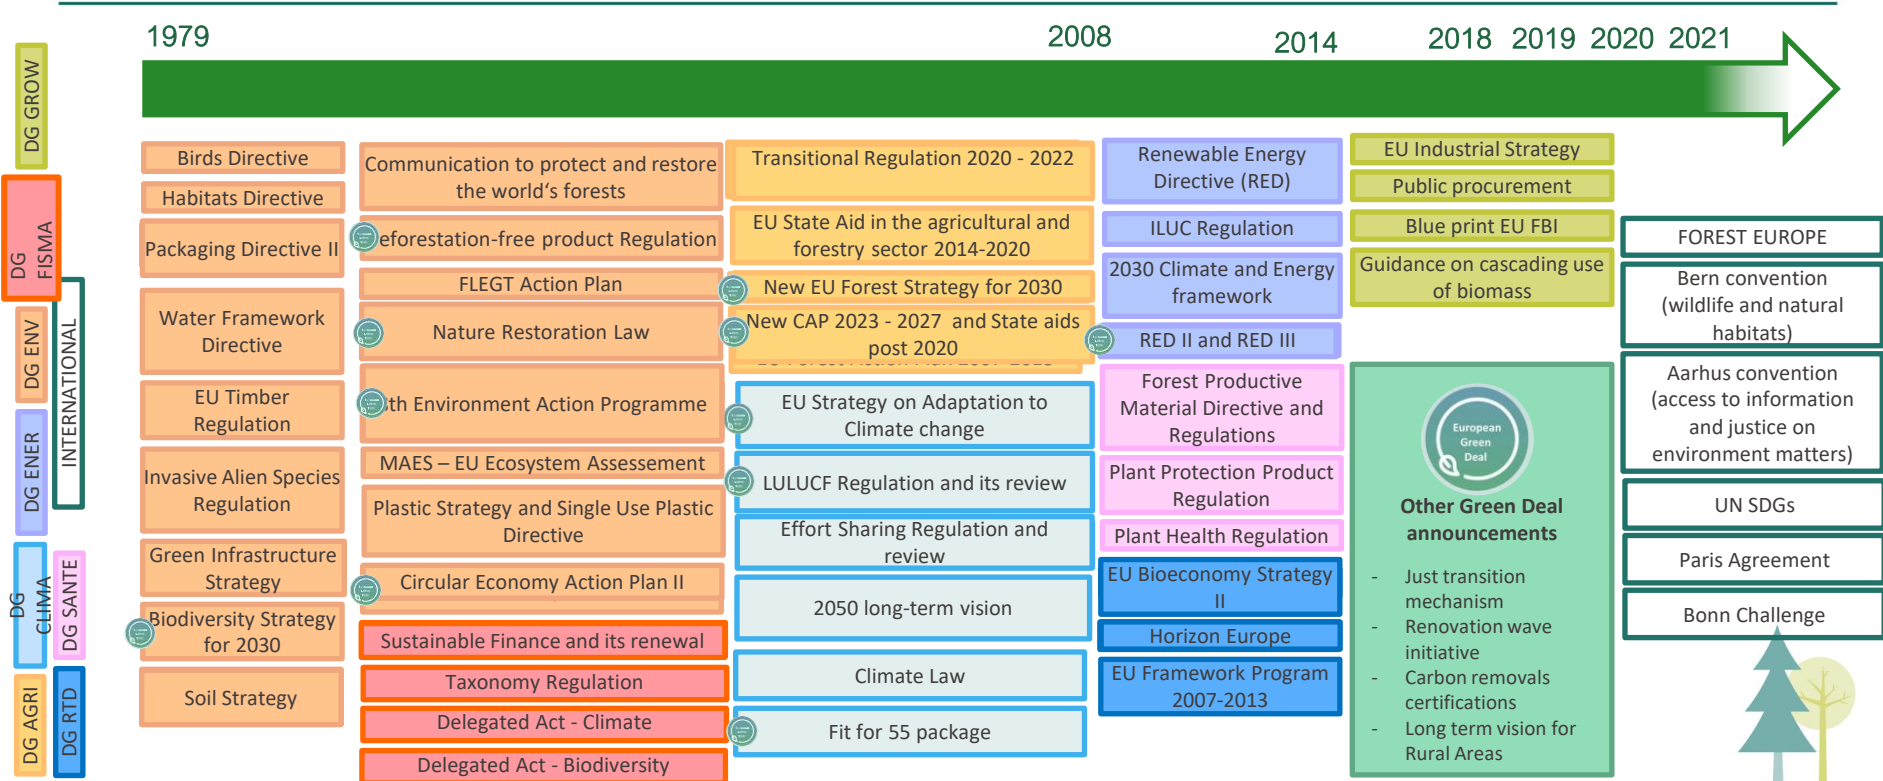 1979
2008
2014
2018
2019
2020
2021
DG GROW
DG
FISMA
DG ENV
INTERNATIONAL
DG ENER
DG
CLIMA
DG SANTE
DG AGRI
DG RTD
Birds Directive
Habitats Directive
Packaging Directive II
Water Framework
Directive
EU Timber
Regulation
Invasive Alien Species
Regulation
Green Infrastructure
Strategy
Biodiversity Strategy
for 2030
Soil Strategy
Communication to protect and restore
the world's forests
eforestation-free product Regulation
FLEGT Action Plan
Nature Restoration Law
th Environment Action Programme
MAES – EU Ecosystem Assessement
Plastic Strategy and Single Use Plastic
Directive
Circular Economy Action Plan II
Sustainable Finance and its renewal
Taxonomy Regulation
Delegated Act - Climate
Delegated Act - Biodiversity
Transitional Regulation 2020 - 2022
EU State Aid in the agricultural and
forestry sector 2014-2020
New EU Forest Strategy for 2030
New CAP 2023 - 2027 and State aids
post 2020
EU Strategy on Adaptation to
Climate change
LULUCF Regulation and its review
Effort Sharing Regulation and
review
2050 long-term vision
Climate Law
Fit for 55 package
Renewable Energy
Directive (RED)
ILUC Regulation
2030 Climate and Energy
framework
RED II and RED III
Forest Productive
Material Directive and
Regulations
Plant Protection Product
Regulation
Plant Health Regulation
EU Bioeconomy Strategy
II
Horizon Europe
EU Framework Program
2007-2013
EU Industrial Strategy
Public procurement
Blue print EU FBI
Guidance on cascading use
of biomass
European
Green
Deal
Other Green Deal
announcements
- Just transition
mechanism
- Renovation wave
initiative
- Carbon removals
certifications
- Long term vision for
Rural Areas
FOREST EUROPE
Bern convention
(wildlife and natural
habitats)
Aarhus convention
(access to information
and justice on
environment matters)
UN SDGs
Paris Agreement
Bonn Challenge